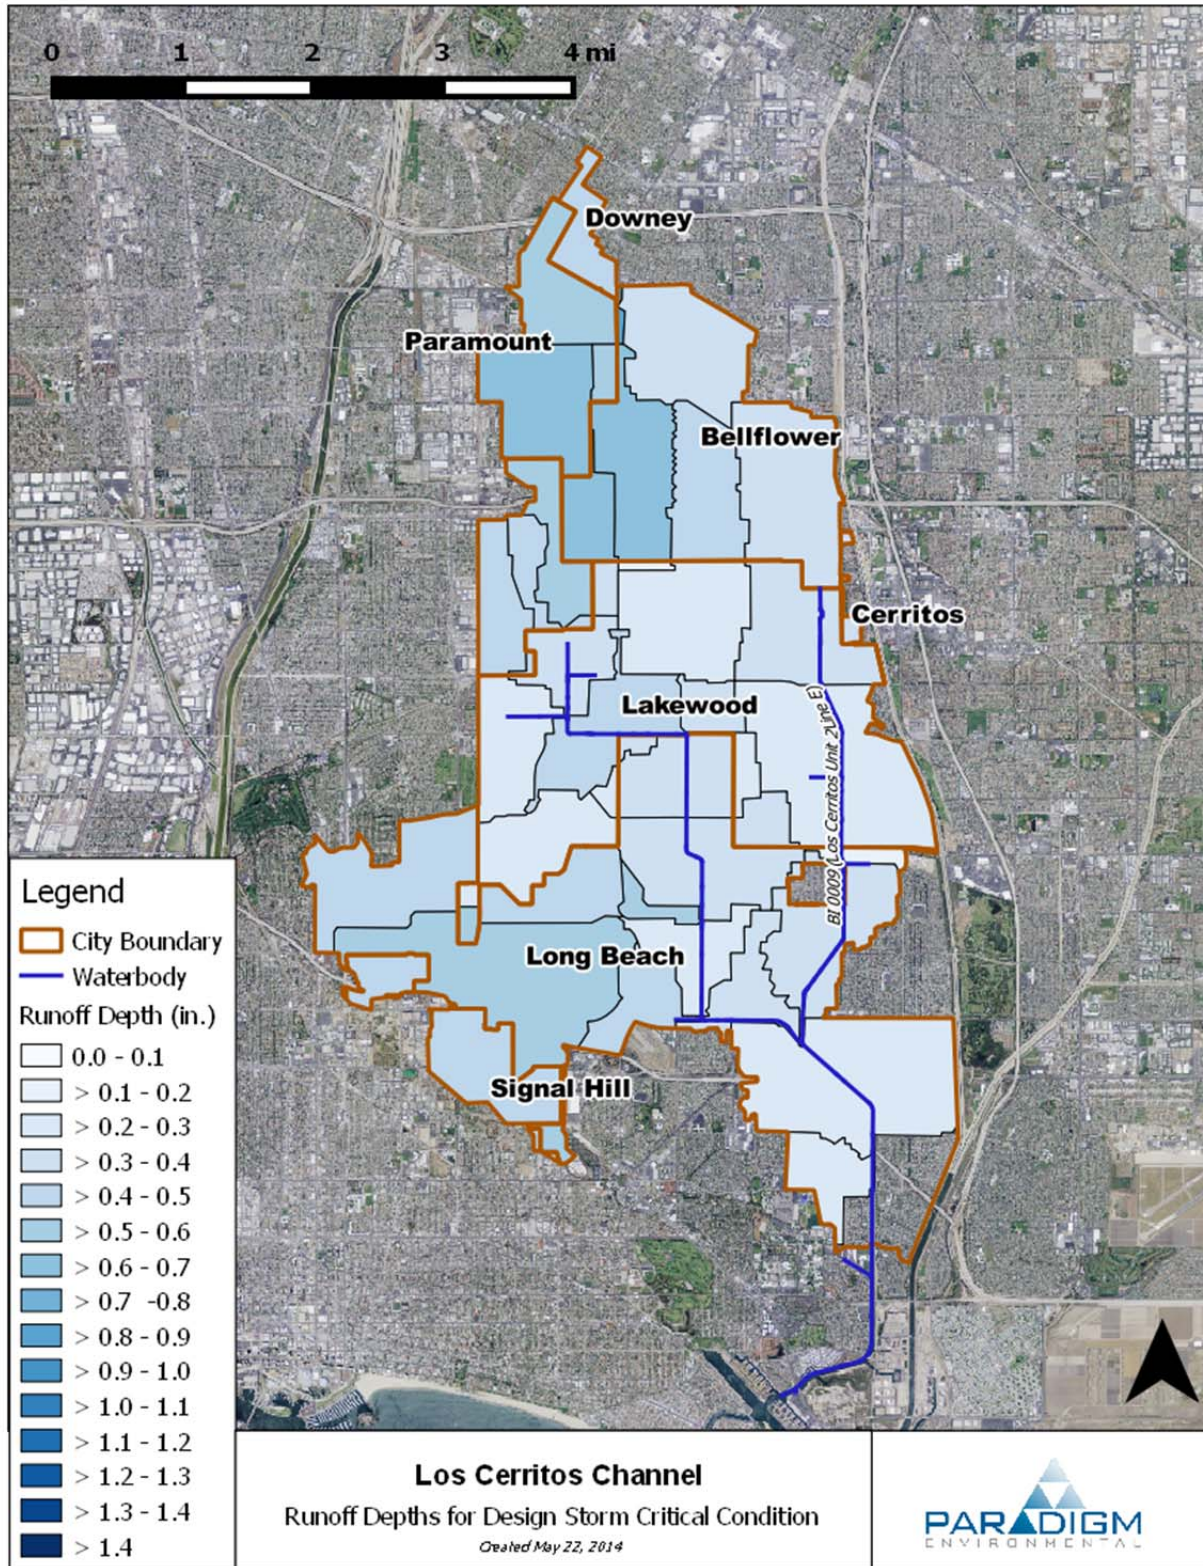 0 1 2 3 4 mi
Downey
Paramount
Bellflower
Cerritos
Lakewood
BI 0009 (Los Cerritos Unit 2 Line E)
Long Beach
Signal Hill
Legend
City Boundary
Waterbody
Runoff Depth (in.)
0.0 - 0.1
> 0.1 - 0.2
> 0.2 - 0.3
> 0.3 - 0.4
> 0.4 - 0.5
> 0.5 - 0.6
> 0.6 - 0.7
> 0.7 -0.8
> 0.8 - 0.9
> 0.9 - 1.0
> 1.0 - 1.1
> 1.1 - 1.2
> 1.2 - 1.3
> 1.3 - 1.4
> 1.4
Los Cerritos Channel
Runoff Depths for Design Storm Critical Condition
Created May 22, 2014
PARADIGM
ENVIRONMENTAL